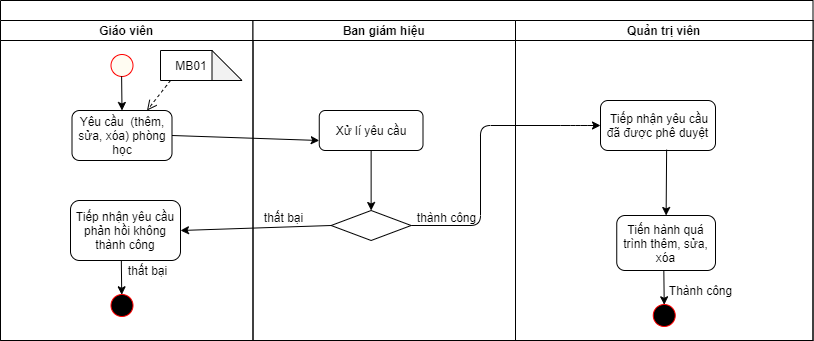 Giáo viên
Ban giám hiệu
Quản trị viên
MB01
Yêu cầu (thêm,
sửa, xóa) phòng
học
Xử lí yêu cầu
Tiếp nhận yêu cầu
đã được phê duyệt
Tiếp nhận yêu cầu
phản hồi không
thành công
thất bại
thành công
Tiến hành quá
trình thêm, sửa,
xóa
thất bại
Thành công